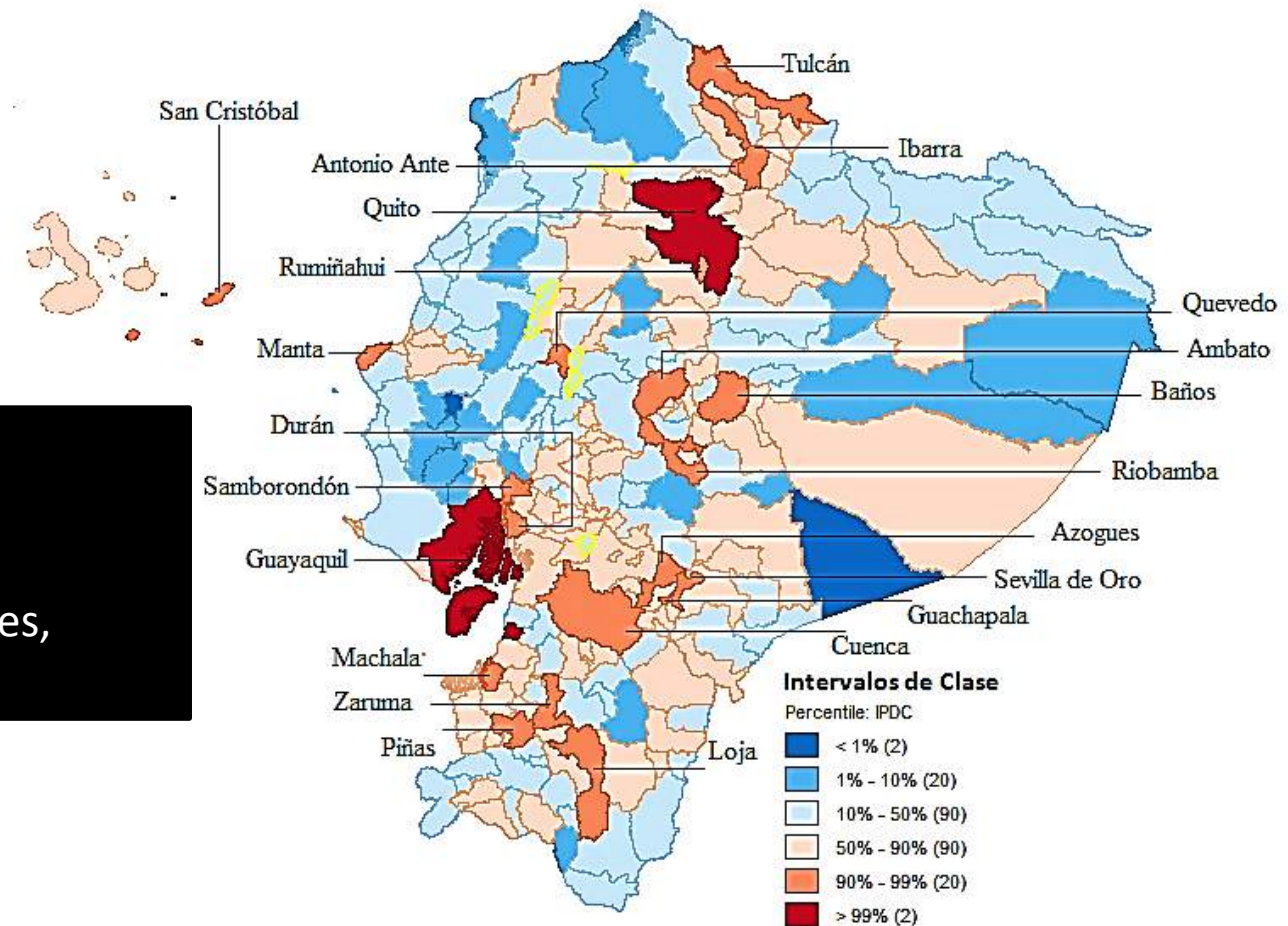 Tulcán
San Cristóbal
Ibarra
Antonio Ante
Quito
Rumiñahui
Quevedo
Manta
Ambato
Baños
Durán
Riobamba
Samborondón
Azogues
Guayaquil
Sevilla de Oro
Guachapala
es,
Cuenca
Machala
Zaruma
Piñas
Loja
Intervalos de Clase
Percentile: IPDC
< 1% (2)
1% - 10% (20)
10% - 50% (90)
50% - 90% (90)
90% - 99% (20)
> 99% (2)